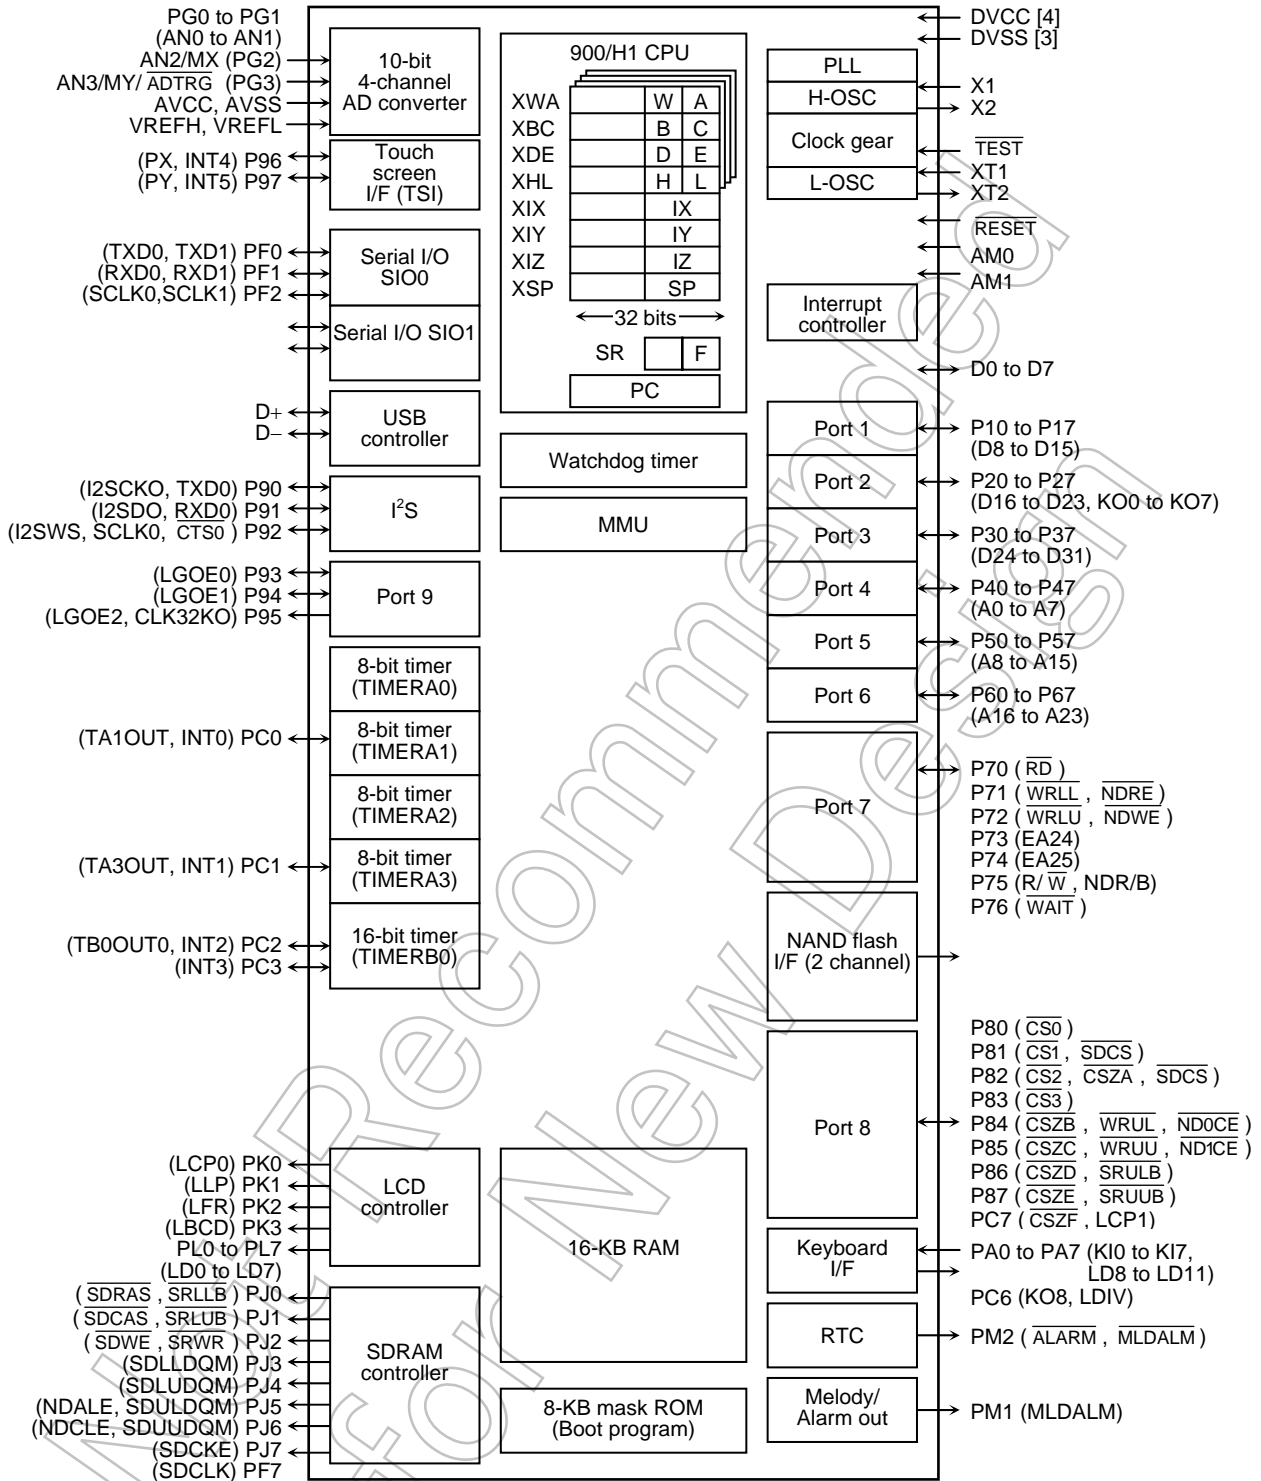 PG0 to PG1
(AN0 to AN1)
AN2/MX (PG2)
AN3/MY/ ADTRG (PG3)
AVCC, AVSS
VREFH, VREFL
10-bit
4-channel
AD converter
(PX, INT4) P96
(PY, INT5) P97
Touch
screen
I/F (TSI)
(TXD0, TXD1) PF0
(RXD0, RXD1) PF1
(SCLK0,SCLK1) PF2
Serial I/O
SIO0
Serial I/O SIO1
D+
D−
USB
controller
(I2SCKO, TXD0) P90
(I2SDO, RXD0) P91
(I2SWS, SCLK0, CTS0 ) P92
I2S
(LGOE0) P93
(LGOE1) P94
(LGOE2, CLK32KO) P95
Port 9
8-bit timer
(TIMERA0)
(TA1OUT, INT0) PC0
8-bit timer
(TIMERA1)
8-bit timer
(TIMERA2)
(TA3OUT, INT1) PC1
8-bit timer
(TIMERA3)
(TB0OUT0, INT2) PC2
(INT3) PC3
16-bit timer
(TIMERB0)
(LCP0) PK0
(LLP) PK1
(LFR) PK2
(LBCD) PK3
PL0 to PL7
(LD0 to LD7)
LCD
controller
( SDRAS , SRLLB ) PJ0
( SDCAS , SRLUB ) PJ1
( SDWE , SRWR ) PJ2
(SDLLDQM) PJ3
(SDLUDQM) PJ4
(NDALE, SDULDQM) PJ5
(NDCLE, SDUUDQM) PJ6
(SDCKE) PJ7
(SDCLK) PF7
SDRAM
controller
900/H1 CPU
XWA W A
XBC B C
XDE D E
XHL H L
XIX IX
XIY IY
XIZ IZ
XSP SP
32 bits
SR F
PC
Watchdog timer
MMU
16-KB RAM
8-KB mask ROM
(Boot program)
PLL
H-OSC
Clock gear
L-OSC
Interrupt
controller
Port 1
Port 2
Port 3
Port 4
Port 5
Port 6
Port 7
NAND flash
I/F (2 channel)
Port 8
Keyboard
I/F
RTC
Melody/
Alarm out
DVCC [4]
DVSS [3]
X1
X2
TEST
XT1
XT2
RESET
AM0
AM1
D0 to D7
P10 to P17
(D8 to D15)
P20 to P27
(D16 to D23, KO0 to KO7)
P30 to P37
(D24 to D31)
P40 to P47
(A0 to A7)
P50 to P57
(A8 to A15)
P60 to P67
(A16 to A23)
P70 ( RD )
P71 ( WRLL , NDRE )
P72 ( WRLU , NDWE )
P73 (EA24)
P74 (EA25)
P75 (R/ W , NDR/B)
P76 ( WAIT )
P80 ( CS0 )
P81 ( CS1 , SDCS )
P82 ( CS2 , CSZA , SDCS )
P83 ( CS3 )
P84 ( CSZB , WRUL , ND0CE )
P85 ( CSZC , WRUU , ND1CE )
P86 ( CSZD , SRULB )
P87 ( CSZE , SRUUB )
PC7 ( CSZF , LCP1)
PA0 to PA7 (KI0 to KI7,
LD8 to LD11)
PC6 (KO8, LDIV)
PM2 ( ALARM , MLDALM )
PM1 (MLDALM)
Not Recommended
for New Design